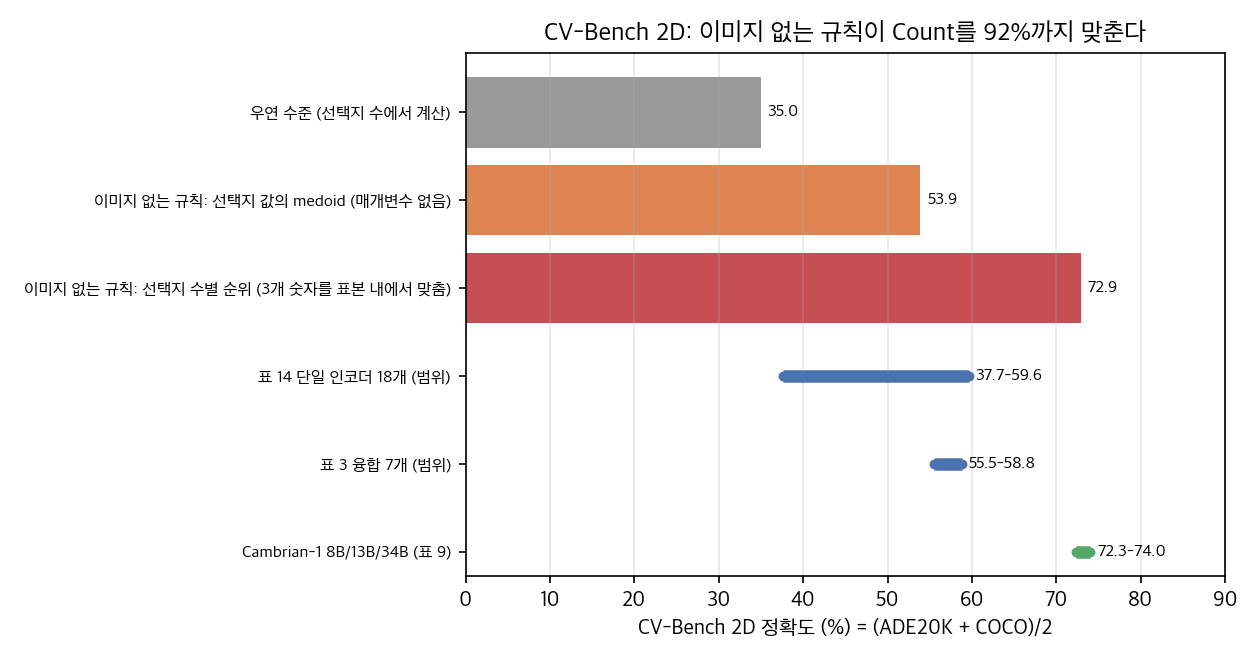 CV-Bench 2D: 이미지 없는 규칙이 Count를 92%까지 맞춘다
우연 수준 (선택지 수에서 계산)
35.0
이미지 없는 규칙: 선택지 값의 medoid (매개변수 없음)
53.9
이미지 없는 규칙: 선택지 수별 순위 (3개 숫자를 표본 내에서 맞춤)
72.9
표 14 단일 인코더 18개 (범위)
37.7–59.6
표 3 융합 7개 (범위)
55.5–58.8
Cambrian-1 8B/13B/34B (표 9)
72.3–74.0
0 10 20 30 40 50 60 70 80 90
CV-Bench 2D 정확도 (%) = (ADE20K + COCO)/2